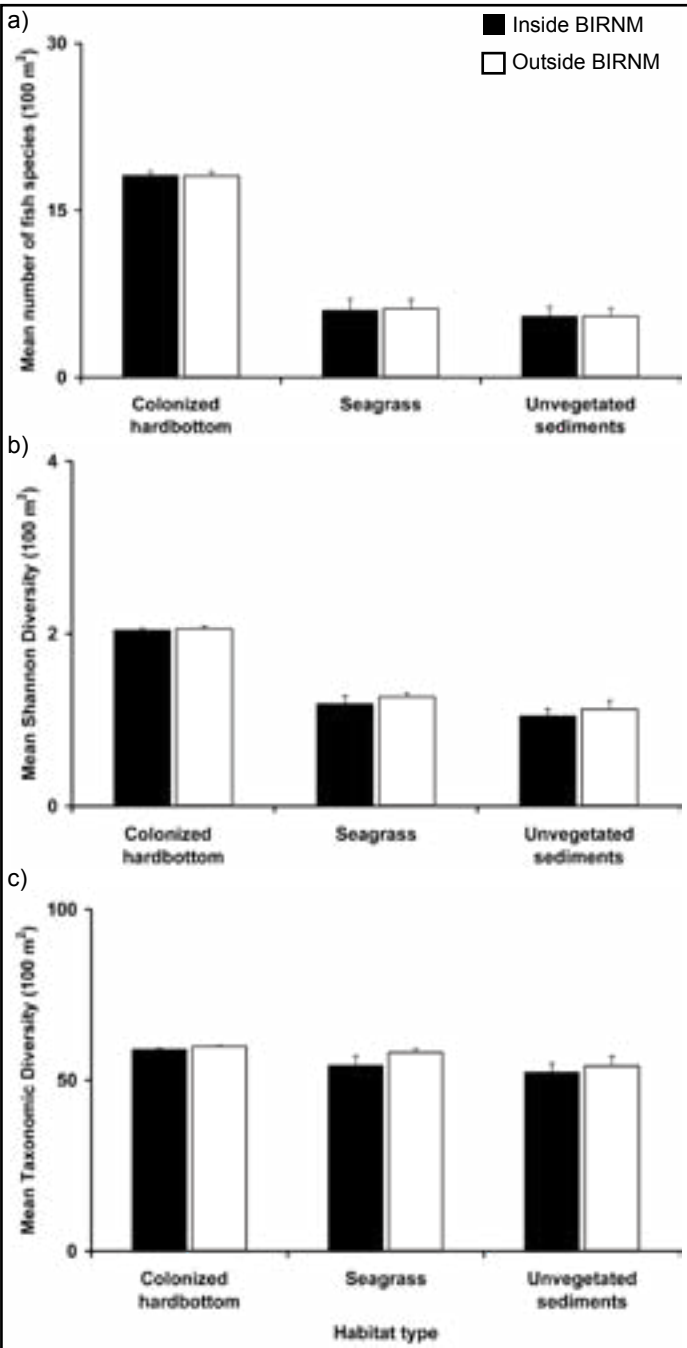 a)
Inside BIRNM
Outside BIRNM
Mean number of fish species (100 m²)
30
15
0
Colonized hardbottom
Seagrass
Unvegetated sediments
b)
Mean Shannon Diversity (100 m²)
4
2
0
Colonized hardbottom
Seagrass
Unvegetated sediments
c)
Mean Taxonomic Diversity (100 m²)
100
50
0
Colonized hardbottom
Seagrass
Unvegetated sediments
Habitat type